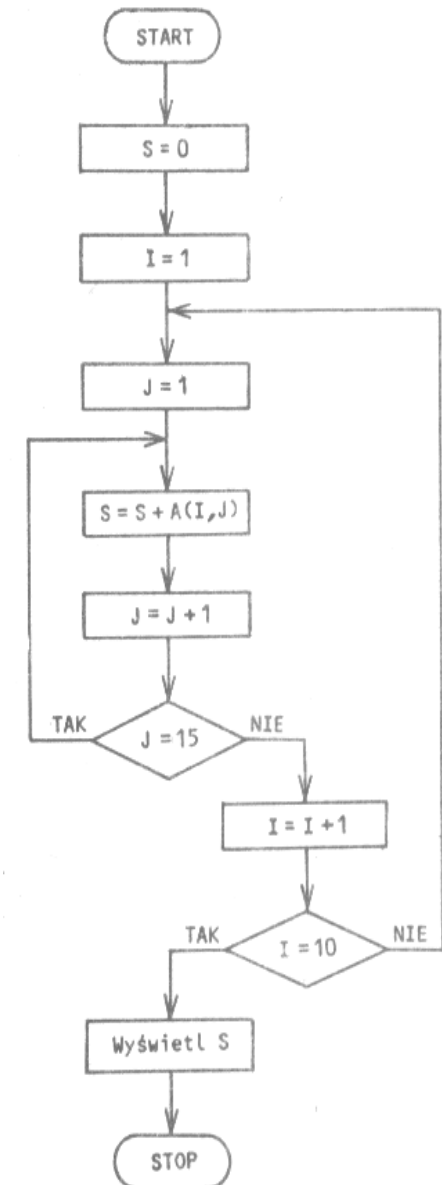 START
S = 0
I = 1
J = 1
S = S + A(I,J)
J = J + 1
TAK
J = 15
NIE
I = I + 1
TAK
I = 10
NIE
Wyświetl S
STOP